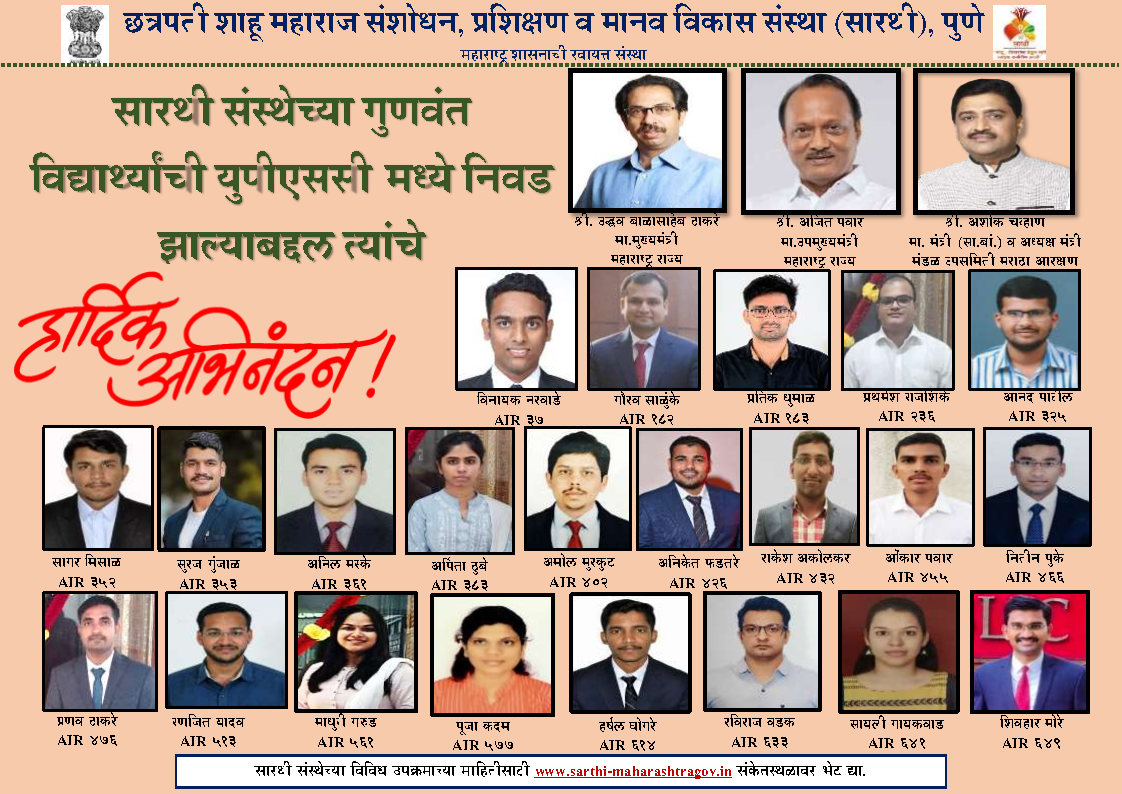 छत्रपती शाहू महाराज संशोधन, प्रशिक्षण व मानव विकास संस्था (सारथी), पुणे
महाराष्ट्र शासनाची स्वायत्त संस्था
सारथी संस्थेच्या गुणवंत
विद्यार्थ्यांची युपीएससी मध्ये निवड
झाल्याबद्दल त्यांचे
हार्दिक
अभिनंदन!
श्री. उद्धव बाळासाहेब ठाकरे
मा.मुख्यमंत्री
महाराष्ट्र राज्य
श्री. अजित पवार
मा.उपमुख्यमंत्री
महाराष्ट्र राज्य
श्री. अशोक चव्हाण
मा. मंत्री (सा.बां.) व अध्यक्ष मंत्री
मंडळ उपसमिती मराठा आरक्षण
विनायक नरवाडे
AIR ३७
गौरव साळुंके
AIR १८२
प्रतिक धुमाळ
AIR १८३
प्रथमेश राजेशिर्के
AIR २३६
आनंद पाटील
AIR ३२५
सागर मिसाळ
AIR ३५२
सुरज गुंजाळ
AIR ३५३
अनिल मस्के
AIR ३६१
अर्पिता ठुबे
AIR ३८३
अमोल मुरकुट
AIR ४०२
अनिकेत फडतरे
AIR ४२६
राकेश अकोलकर
AIR ४३२
ओंकार पवार
AIR ४५५
नितीन पुके
AIR ४६६
प्रणव ठाकरे
AIR ४७६
रणजित यादव
AIR ५१३
माधुरी गरुड
AIR ५६१
पूजा कदम
AIR ५७७
हर्षल घोगरे
AIR ६१४
रविराज वडक
AIR ६३३
सायली गायकवाड
AIR ६४१
शिवहार मोरे
AIR ६४९
सारथी संस्थेच्या विविध उपक्रमाच्या माहितीसाठी www.sarthi-maharashtragov.in संकेतस्थळावर भेट द्या.